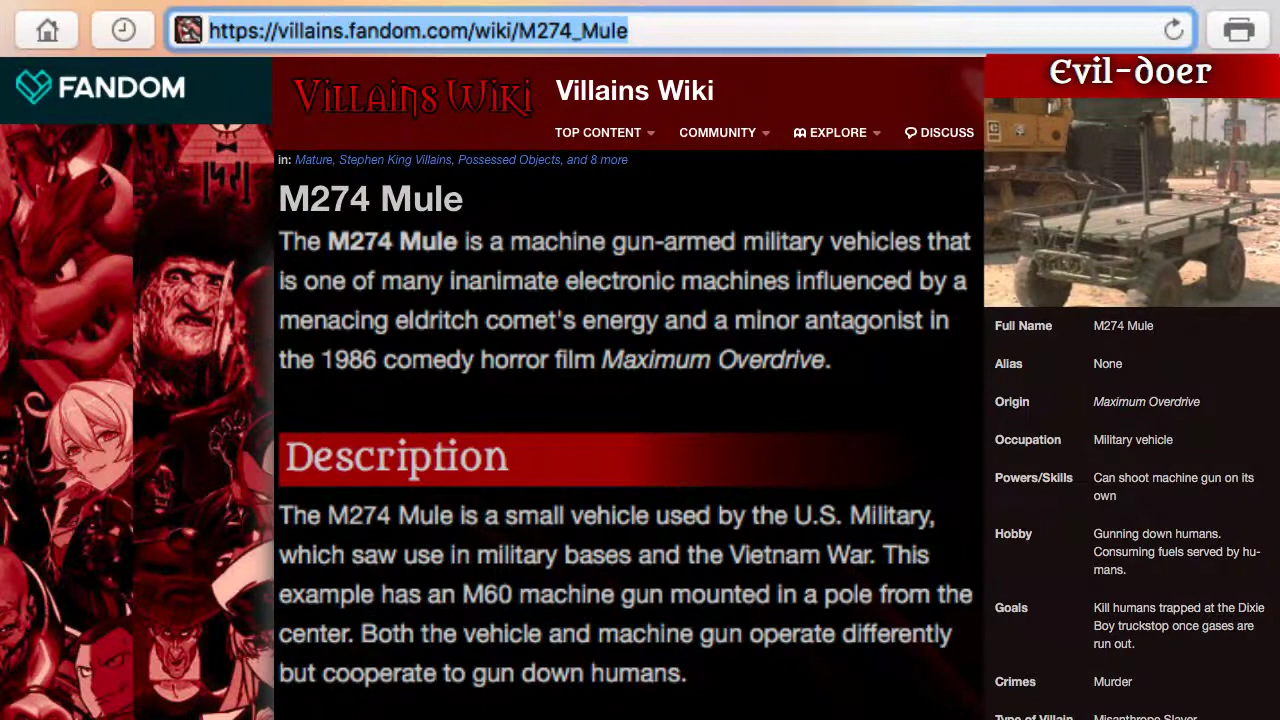 https://villains.fandom.com/wiki/M274_Mule
FANDOM
Villains Wiki
Villains Wiki
TOP CONTENT
COMMUNITY
EXPLORE
DISCUSS
in: Mature, Stephen King Villains, Possessed Objects, and 8 more
M274 Mule
The M274 Mule is a machine gun-armed military vehicles that
is one of many inanimate electronic machines influenced by a
menacing eldritch comet's energy and a minor antagonist in
the 1986 comedy horror film Maximum Overdrive.
Description
The M274 Mule is a small vehicle used by the U.S. Military,
which saw use in military bases and the Vietnam War. This
example has an M60 machine gun mounted in a pole from the
center. Both the vehicle and machine gun operate differently
but cooperate to gun down humans.
Evil-doer
Full Name M274 Mule
Alias None
Origin Maximum Overdrive
Occupation Military vehicle
Powers/Skills Can shoot machine gun on its
own
Hobby Gunning down humans.
Consuming fuels served by hu-
mans.
Goals Kill humans trapped at the Dixie
Boy truckstop once gases are
run out.
Crimes Murder
Type of Villain Misanthrope Slaver